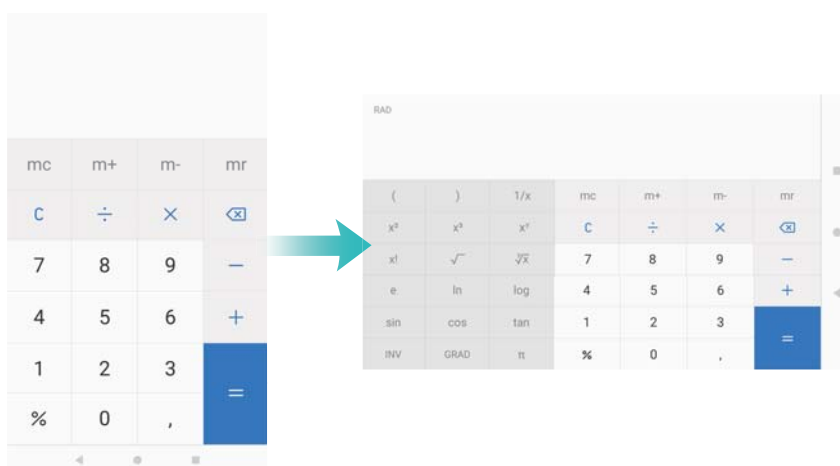 mc m+ m- mr
C ÷ × ⌫
7 8 9 −
4 5 6 +
1 2 3 =
% 0 ,
RAD
( ) 1/x mc m+ m- mr
x² x³ xʸ C ÷ × ⌫
x! √ ʸ√x 7 8 9 −
e ln log 4 5 6 +
sin cos tan 1 2 3 =
INV GRAD π % 0 ,